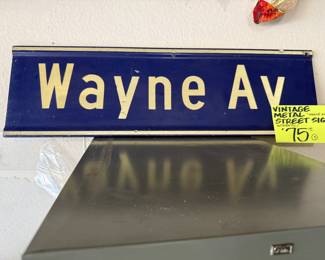 Wayne Av
VINTAGE
METAL
STREET SIG
$75